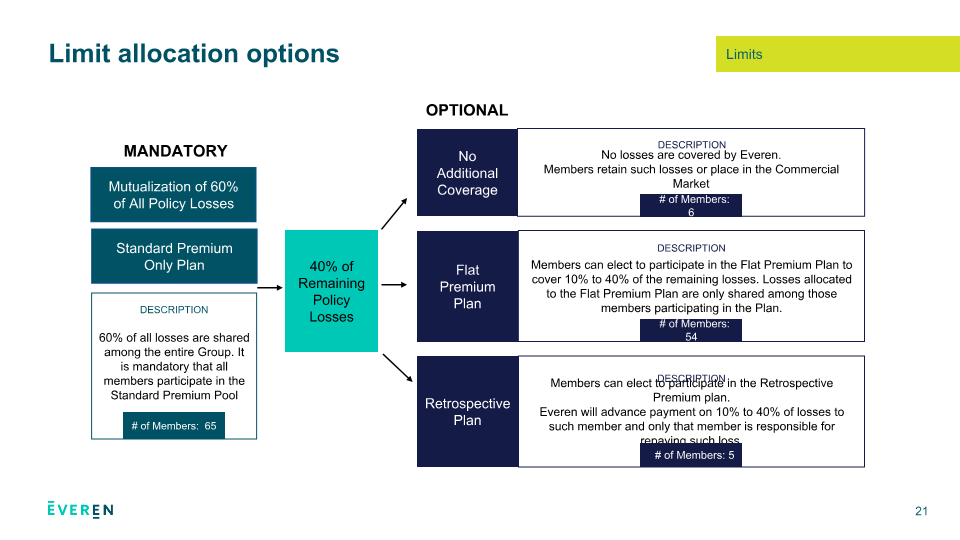 Limit allocation options
Limits
OPTIONAL
MANDATORY
Mutualization of 60%
of All Policy Losses
Standard Premium
Only Plan
DESCRIPTION
60% of all losses are shared
among the entire Group. It
is mandatory that all
members participate in the
Standard Premium Pool
# of Members: 65
40% of
Remaining
Policy
Losses
No
Additional
Coverage
DESCRIPTION
No losses are covered by Everen.
Members retain such losses or place in the Commercial
Market
# of Members:
6
Flat
Premium
Plan
DESCRIPTION
Members can elect to participate in the Flat Premium Plan to
cover 10% to 40% of the remaining losses. Losses allocated
to the Flat Premium Plan are only shared among those
members participating in the Plan.
# of Members:
54
Retrospective
Plan
DESCRIPTION
Members can elect to participate in the Retrospective
Premium plan.
Everen will advance payment on 10% to 40% of losses to
such member and only that member is responsible for
repaying such loss
# of Members: 5
EVEREN
21